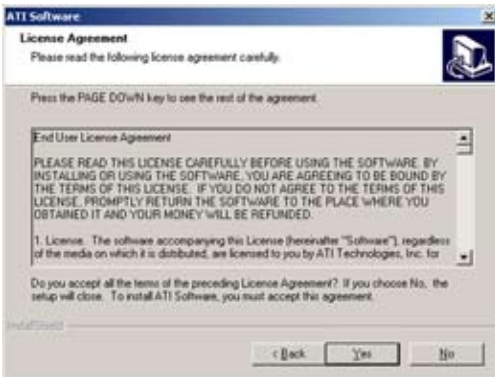 ATI Software
License Agreement
Please read the following license agreement carefully.
Press the PAGE DOWN key to see the rest of the agreement.
End User License Agreement
PLEASE READ THIS LICENSE CAREFULLY BEFORE USING THE SOFTWARE. BY
INSTALLING OR USING THE SOFTWARE, YOU ARE AGREEING TO BE BOUND BY
THE TERMS OF THIS LICENSE. IF YOU DO NOT AGREE TO THE TERMS OF THIS
LICENSE, PROMPTLY RETURN THE SOFTWARE TO THE PLACE WHERE YOU
OBTAINED IT AND YOUR MONEY WILL BE REFUNDED.
1. License. The software accompanying this License (hereinafter "Software"), regardless
of the media on which it is distributed, are licensed to you by ATI Technologies, Inc. for
Do you accept all the terms of the preceding License Agreement? If you choose No, the
setup will close. To install ATI Software, you must accept this agreement.
InstallShield
< Back Yes No